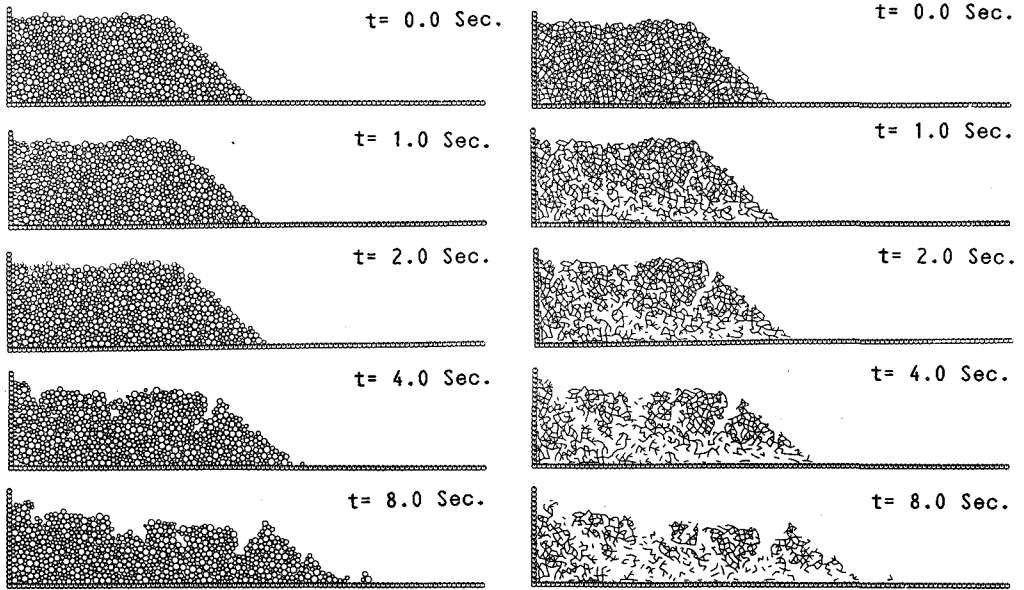 t= 0.0 Sec.
t= 0.0 Sec.
t= 1.0 Sec.
t= 1.0 Sec.
t= 2.0 Sec.
t= 2.0 Sec.
t= 4.0 Sec.
t= 4.0 Sec.
t= 8.0 Sec.
t= 8.0 Sec.